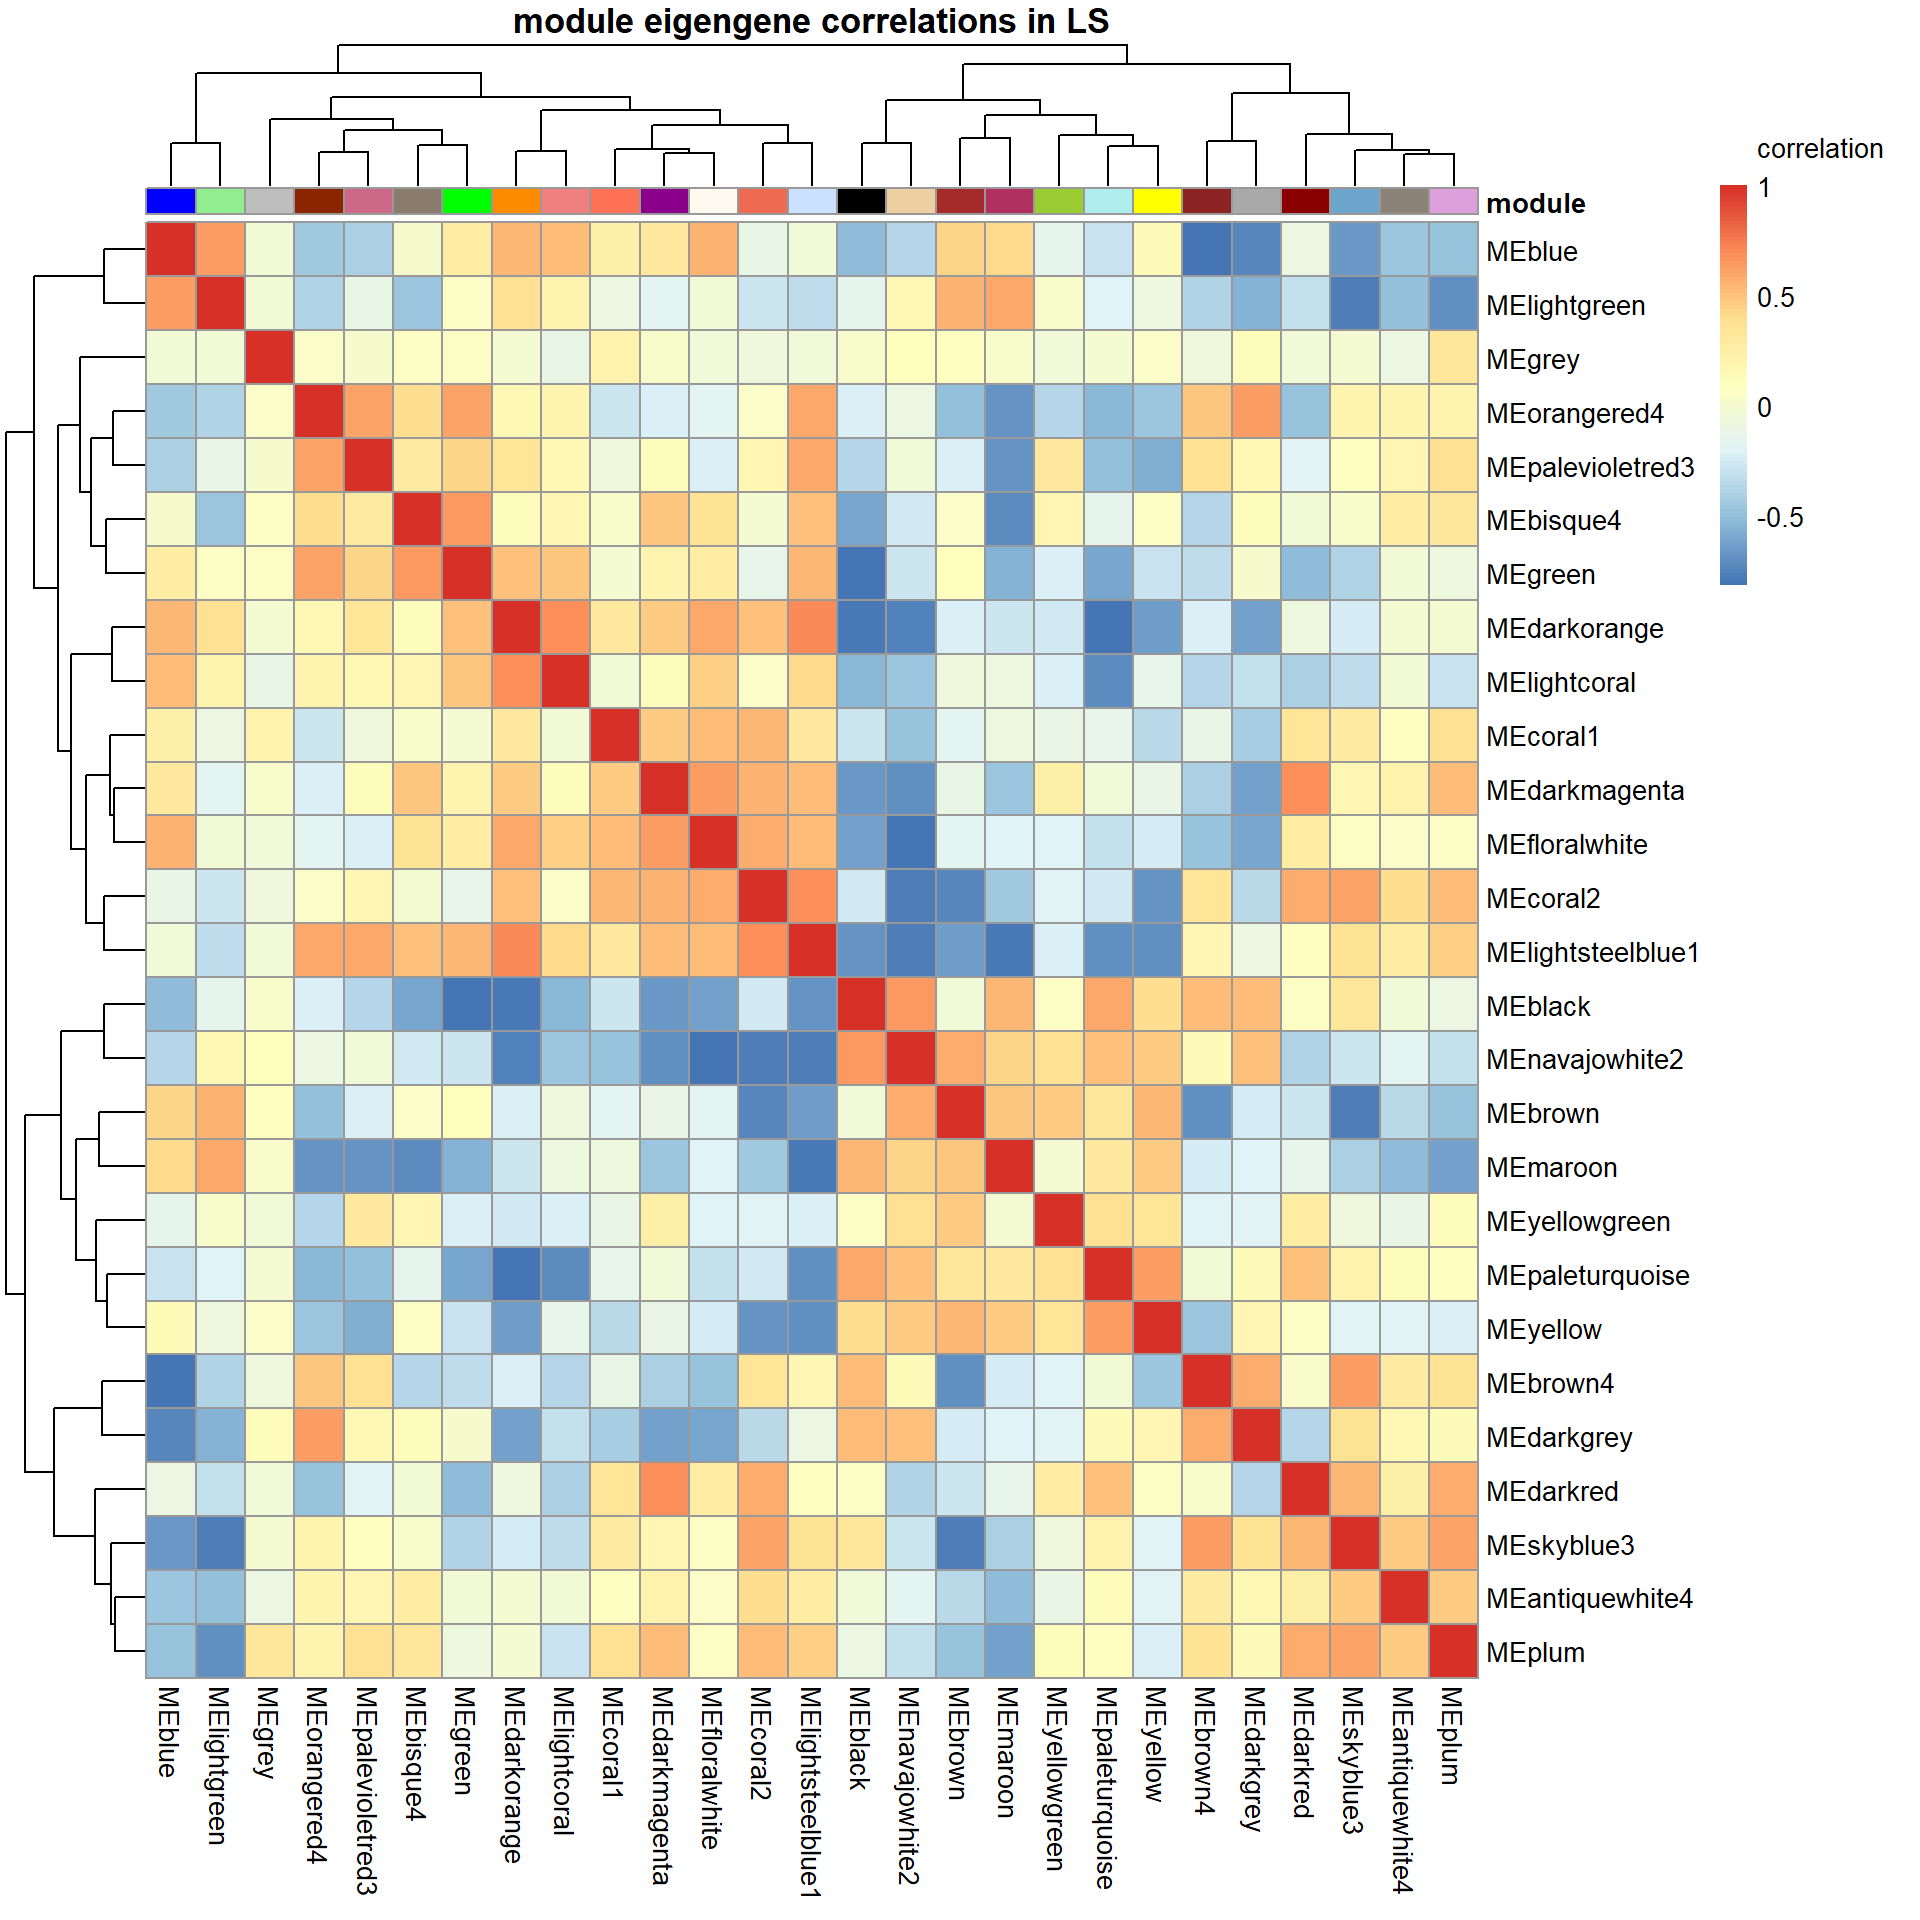 module eigengene correlations in LS
correlation
1
0.5
0
-0.5
module
MEblue
MElightgreen
MEgrey
MEorangered4
MEpalevioletred3
MEbisque4
MEgreen
MEdarkorange
MElightcoral
MEcoral1
MEdarkmagenta
MEfloralwhite
MEcoral2
MElightsteelblue1
MEblack
MEnavajowhite2
MEbrown
MEmaroon
MEyellowgreen
MEpaleturquoise
MEyellow
MEbrown4
MEdarkgrey
MEdarkred
MEskyblue3
MEantiquewhite4
MEplum
MEblue
MElightgreen
MEgrey
MEorangered4
MEpalevioletred3
MEbisque4
MEgreen
MEdarkorange
MElightcoral
MEcoral1
MEdarkmagenta
MEfloralwhite
MEcoral2
MElightsteelblue1
MEblack
MEnavajowhite2
MEbrown
MEmaroon
MEyellowgreen
MEpaleturquoise
MEyellow
MEbrown4
MEdarkgrey
MEdarkred
MEskyblue3
MEantiquewhite4
MEplum